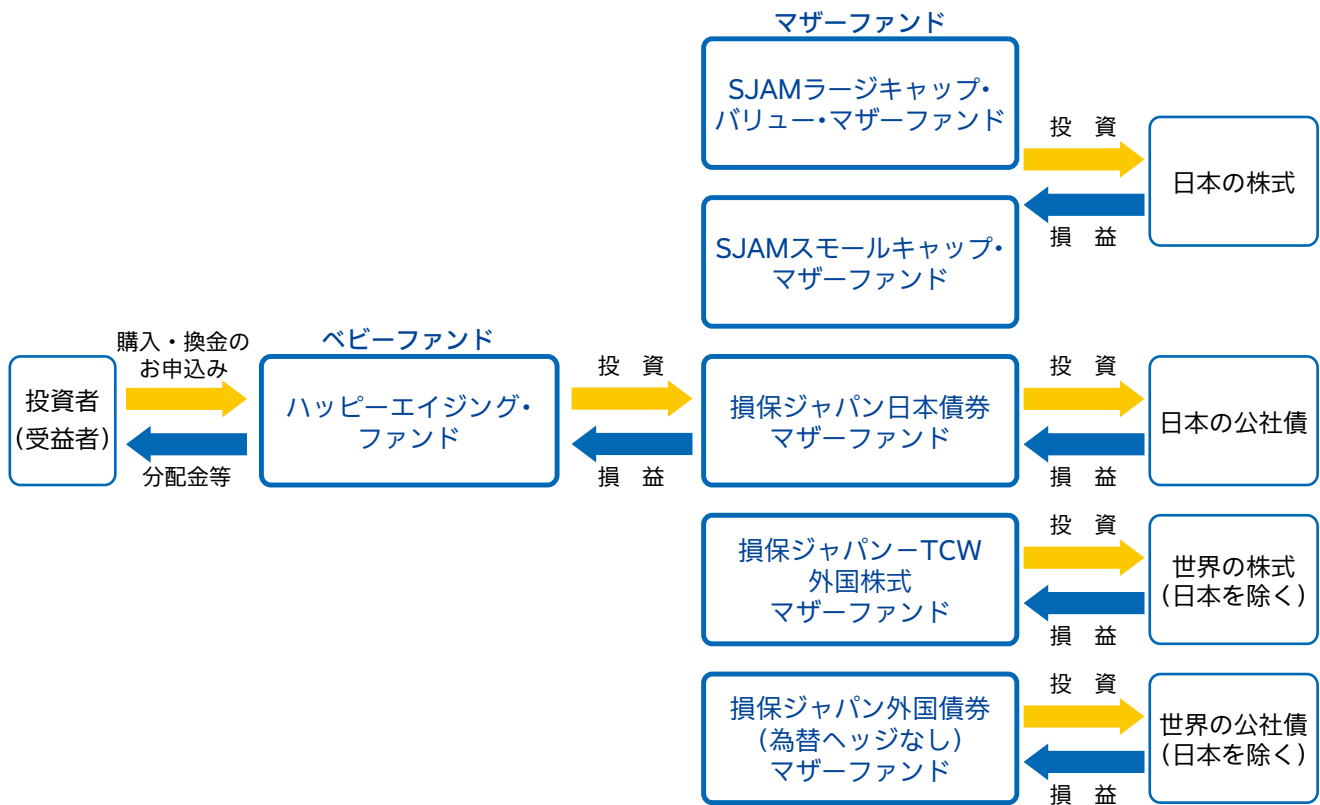 マザーファンド
SJAMラージキャップ・
バリュー・マザーファンド
投 資
日本の株式
損 益
SJAMスモールキャップ・
マザーファンド
購入・換金の
お申込み
投資者
(受益者)
分配金等
ベビーファンド
ハッピーエイジング・
ファンド
投 資
損 益
損保ジャパン日本債券
マザーファンド
投 資
損 益
日本の公社債
損保ジャパン－TCW
外国株式
マザーファンド
投 資
損 益
世界の株式
(日本を除く)
損保ジャパン外国債券
(為替ヘッジなし)
マザーファンド
投 資
損 益
世界の公社債
(日本を除く)